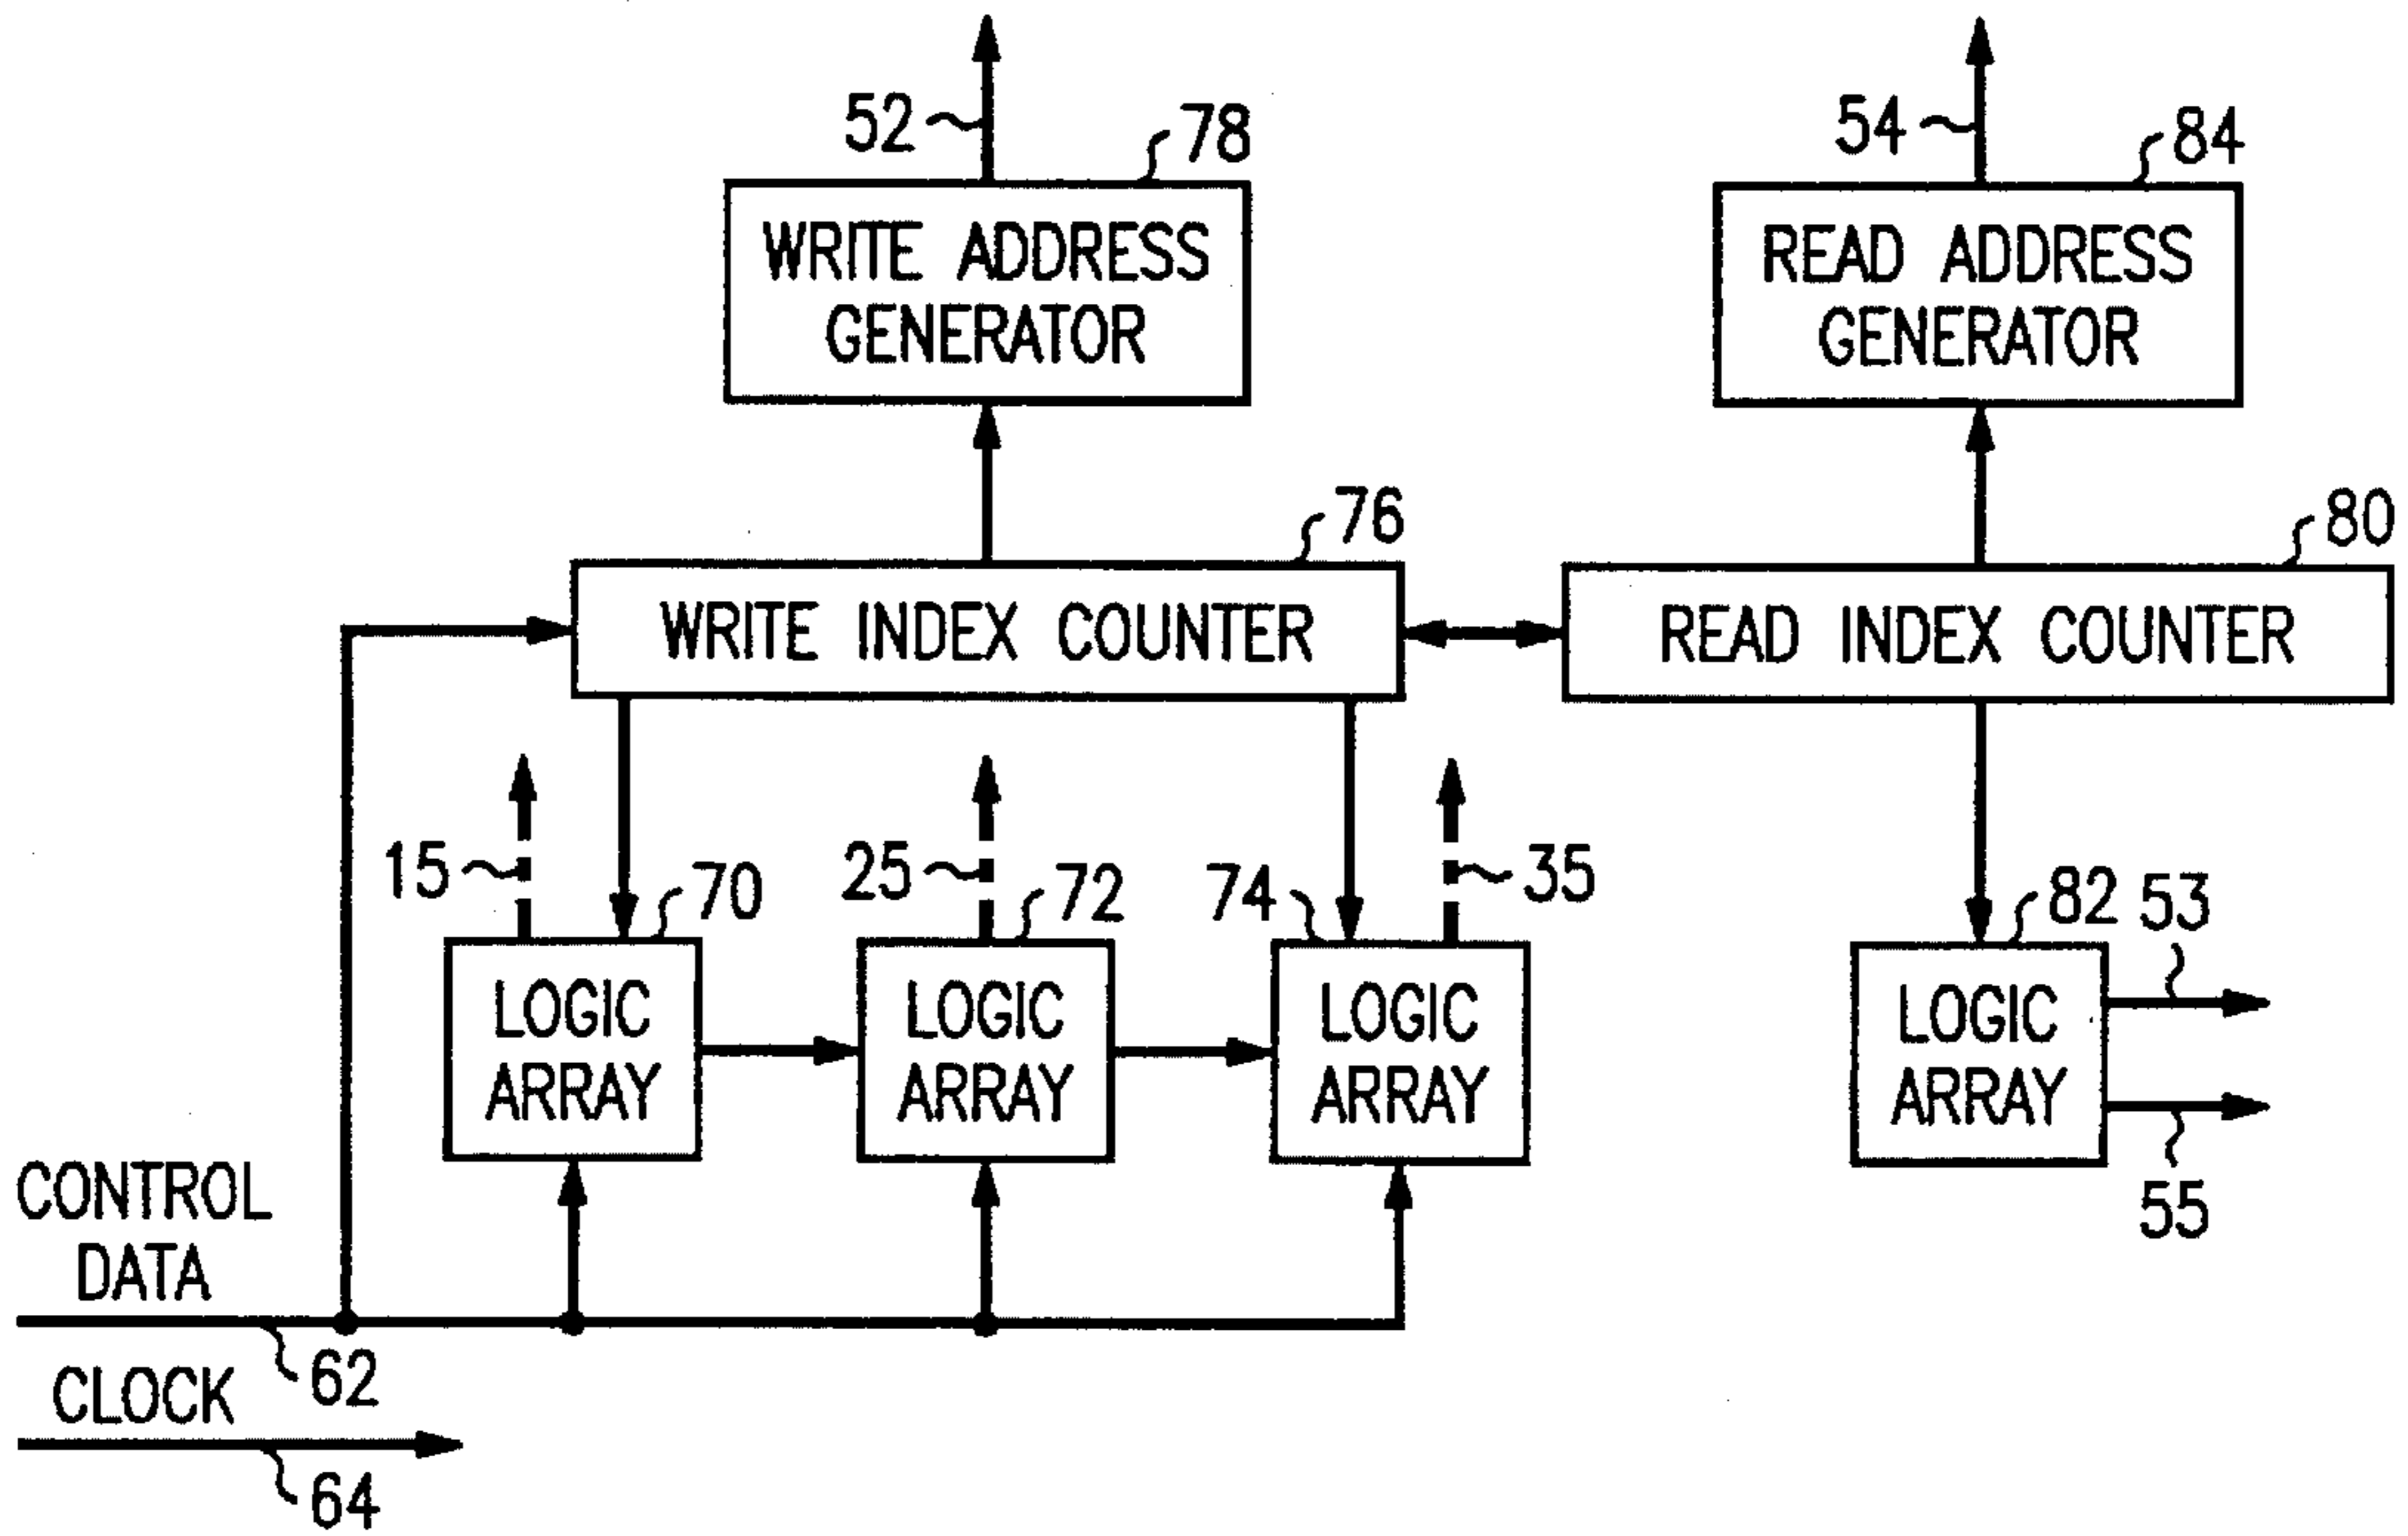 52
78
54
84
WRITE ADDRESS
GENERATOR
READ ADDRESS
GENERATOR
76
80
WRITE INDEX COUNTER
READ INDEX COUNTER
15
70
25
72
74
35
82
53
LOGIC
ARRAY
LOGIC
ARRAY
LOGIC
ARRAY
LOGIC
ARRAY
55
CONTROL
DATA
62
CLOCK
64